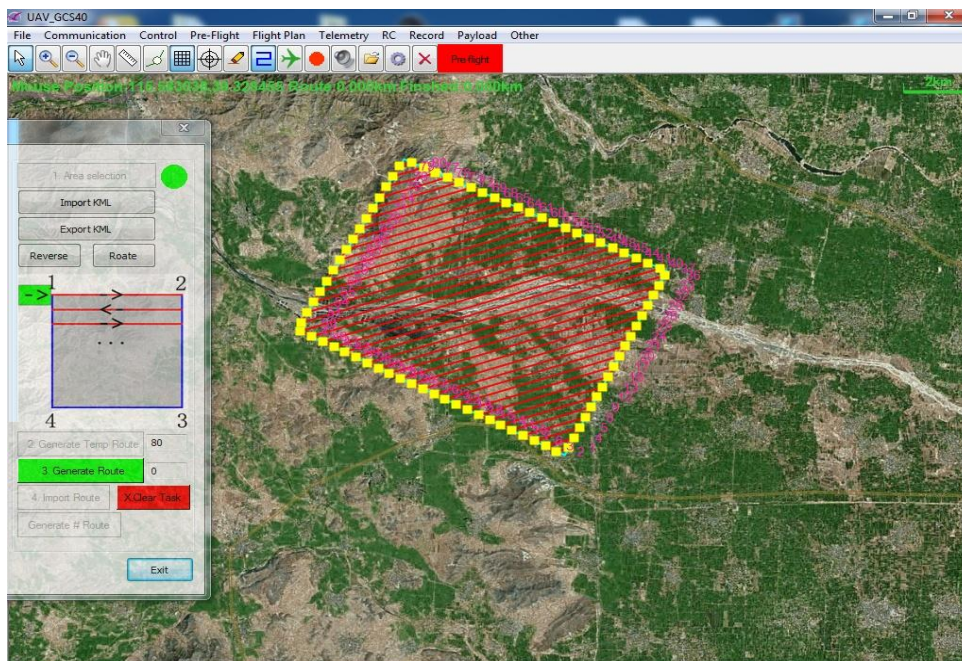 UAV_GCS40
File Communication Control Pre-Flight Flight Plan Edit Telemetry RC Record Payload Other
Pre-flight
2km
1. Area selection
Import KML
Export KML
Reverse Roate
1 2
->
4 3
2. Generate Temp Route 80
3. Generate Route 0
4. Import Route X.Clear Task
Generate # Route
Exit